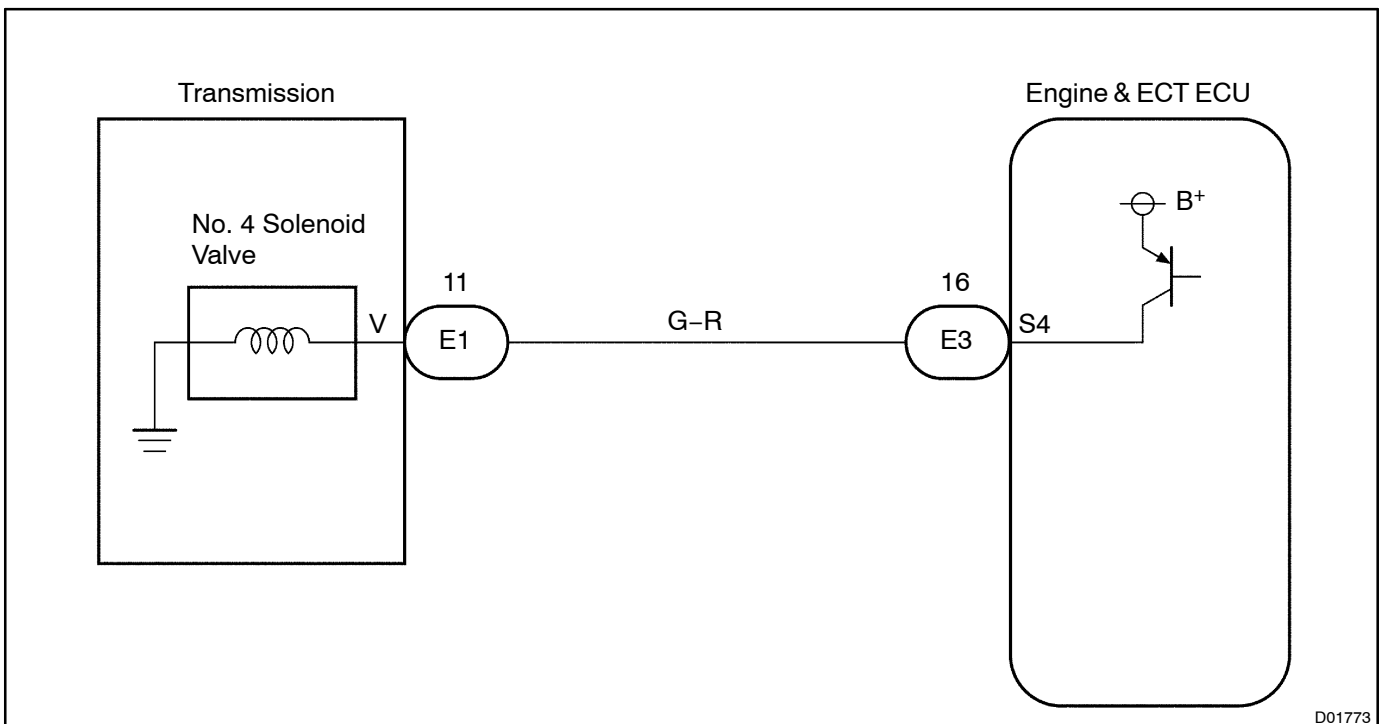 Transmission
Engine & ECT ECU
No. 4 Solenoid
Valve
B+
11
16
V
E1
G–R
E3
S4
D01773